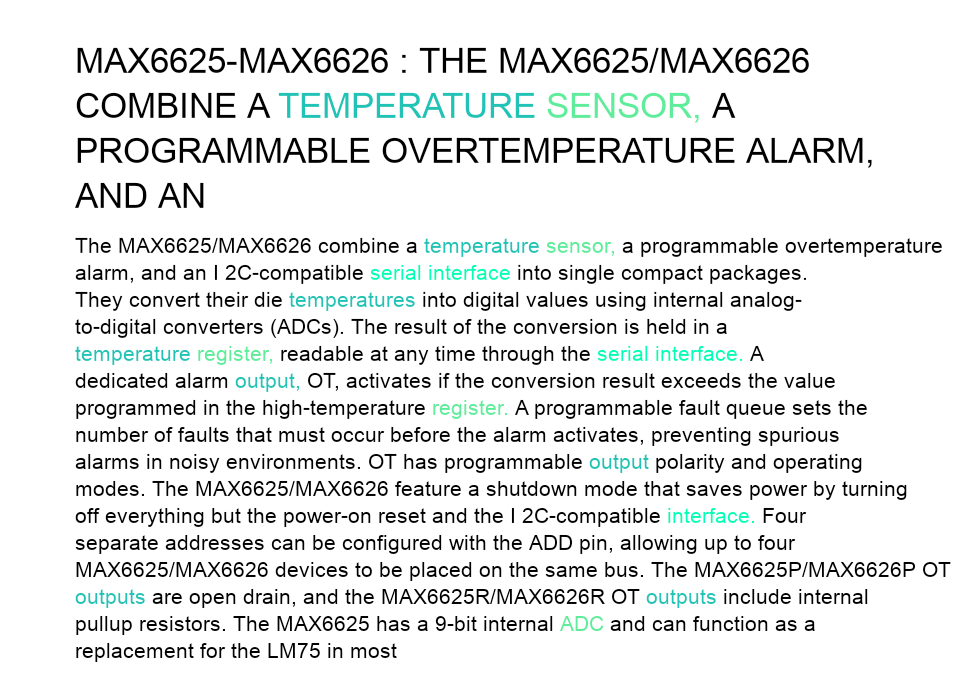 MAX6625-MAX6626 : THE MAX6625/MAX6626
COMBINE A TEMPERATURE SENSOR, A
PROGRAMMABLE OVERTEMPERATURE ALARM,
AND AN
The MAX6625/MAX6626 combine a temperature sensor, a programmable overtemperature
alarm, and an I 2C-compatible serial interface into single compact packages.
They convert their die temperatures into digital values using internal analog-
to-digital converters (ADCs). The result of the conversion is held in a
temperature register, readable at any time through the serial interface. A
dedicated alarm output, OT, activates if the conversion result exceeds the value
programmed in the high-temperature register. A programmable fault queue sets the
number of faults that must occur before the alarm activates, preventing spurious
alarms in noisy environments. OT has programmable output polarity and operating
modes. The MAX6625/MAX6626 feature a shutdown mode that saves power by turning
off everything but the power-on reset and the I 2C-compatible interface. Four
separate addresses can be configured with the ADD pin, allowing up to four
MAX6625/MAX6626 devices to be placed on the same bus. The MAX6625P/MAX6626P OT
outputs are open drain, and the MAX6625R/MAX6626R OT outputs include internal
pullup resistors. The MAX6625 has a 9-bit internal ADC and can function as a
replacement for the LM75 in most